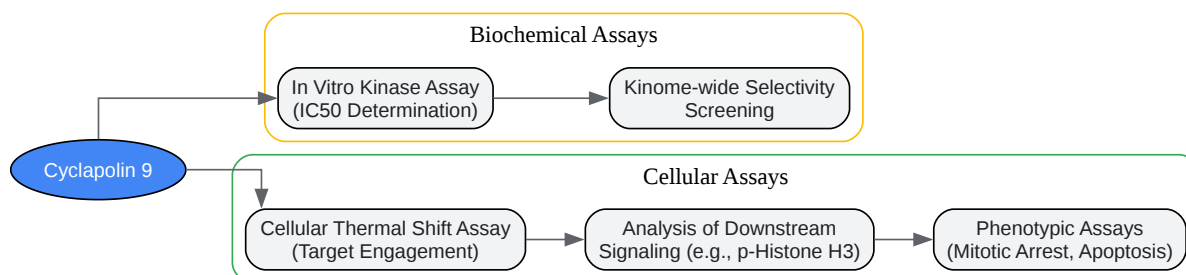 Biochemical Assays
In Vitro Kinase Assay
(IC50 Determination)
Kinome-wide Selectivity
Screening
Cyclapolin 9
Cellular Assays
Cellular Thermal Shift Assay
(Target Engagement)
Analysis of Downstream
Signaling (e.g., p-Histone H3)
Phenotypic Assays
(Mitotic Arrest, Apoptosis)